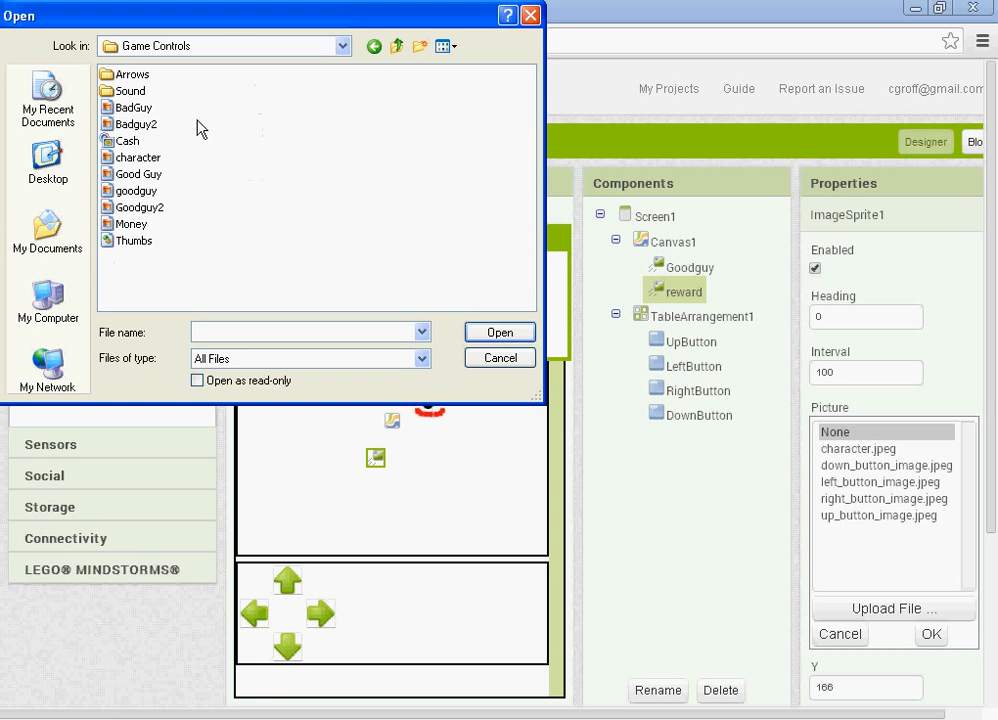 Open
Look in: Game Controls
My Recent
Documents
Desktop
My Documents
My Computer
My Network
Arrows
Sound
BadGuy
Badguy2
Cash
character
Good Guy
goodguy
Goodguy2
Money
Thumbs
File name:
Open
Files of type: All Files
Cancel
Open as read-only
My Projects Guide Report an Issue cgroff@gmail.com
Designer Blo
Sensors
Social
Storage
Connectivity
LEGO® MINDSTORMS®
Components
Screen1
Canvas1
Goodguy
reward
TableArrangement1
UpButton
LeftButton
RightButton
DownButton
Rename Delete
Properties
ImageSprite1
Enabled
Heading
0
Interval
100
Picture
None
character.jpeg
down_button_image.jpeg
left_button_image.jpeg
right_button_image.jpeg
up_button_image.jpeg
Upload File ...
Cancel OK
Y
166